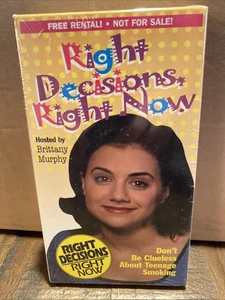 FREE RENTAL! • NOT FOR SALE!
Right
Decisions,
Right Now
Hosted by
Brittany
Murphy
RIGHT
DECISIONS
RIGHT
NOW
Don't
Be Clueless
About Teenage
Smoking